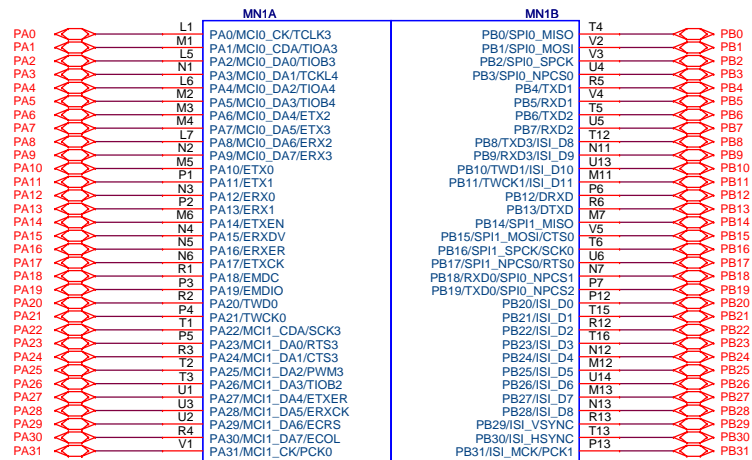 MN1A MN1B
PA0 L1 PA0/MCI0_CK/TCLK3 PB0/SPI0_MISO T4 PB0
PA1 M1 PA1/MCI0_CDA/TIOA3 PB1/SPI0_MOSI V2 PB1
PA2 L5 PA2/MCI0_DA0/TIOB3 PB2/SPI0_SPCK V3 PB2
PA3 N1 PA3/MCI0_DA1/TCKL4 PB3/SPI0_NPCS0 U4 PB3
PA4 L6 PA4/MCI0_DA2/TIOA4 PB4/TXD1 R5 PB4
PA5 M2 PA5/MCI0_DA3/TIOB4 PB5/RXD1 V4 PB5
PA6 M3 PA6/MCI0_DA4/ETX2 PB6/TXD2 T5 PB6
PA7 M4 PA7/MCI0_DA5/ETX3 PB7/RXD2 U5 PB7
PA8 L7 PA8/MCI0_DA6/ERX2 PB8/TXD3/ISI_D8 T12 PB8
PA9 N2 PA9/MCI0_DA7/ERX3 PB9/RXD3/ISI_D9 N11 PB9
PA10 M5 PA10/ETX0 PB10/TWD1/ISI_D10 U13 PB10
PA11 P1 PA11/ETX1 PB11/TWCK1/ISI_D11 M11 PB11
PA12 N3 PA12/ERX0 PB12/DRXD P6 PB12
PA13 P2 PA13/ERX1 PB13/DTXD R6 PB13
PA14 M6 PA14/ETXEN PB14/SPI1_MISO M7 PB14
PA15 N4 PA15/ERXDV PB15/SPI1_MOSI/CTS0 V5 PB15
PA16 N5 PA16/ERXER PB16/SPI1_SPCK/SCK0 T6 PB16
PA17 N6 PA17/ETXCK PB17/SPI1_NPCS0/RTS0 U6 PB17
PA18 R1 PA18/EMDC PB18/RXD0/SPI0_NPCS1 N7 PB18
PA19 P3 PA19/EMDIO PB19/TXD0/SPI0_NPCS2 P7 PB19
PA20 R2 PA20/TWD0 PB20/ISI_D0 P12 PB20
PA21 P4 PA21/TWCK0 PB21/ISI_D1 T15 PB21
PA22 T1 PA22/MCI1_CDA/SCK3 PB22/ISI_D2 R12 PB22
PA23 P5 PA23/MCI1_DA0/RTS3 PB23/ISI_D3 T16 PB23
PA24 R3 PA24/MCI1_DA1/CTS3 PB24/ISI_D4 N12 PB24
PA25 T2 PA25/MCI1_DA2/PWM3 PB25/ISI_D5 M12 PB25
PA26 T3 PA26/MCI1_DA3/TIOB2 PB26/ISI_D6 U14 PB26
PA27 U1 PA27/MCI1_DA4/ETXER PB27/ISI_D7 M13 PB27
PA28 U3 PA28/MCI1_DA5/ERXCK PB28/ISI_D8 N13 PB28
PA29 U2 PA29/MCI1_DA6/ECRS PB29/ISI_VSYNC R13 PB29
PA30 R4 PA30/MCI1_DA7/ECOL PB30/ISI_HSYNC T13 PB30
PA31 V1 PA31/MCI1_CK/PCK0 PB31/ISI_MCK/PCK1 P13 PB31